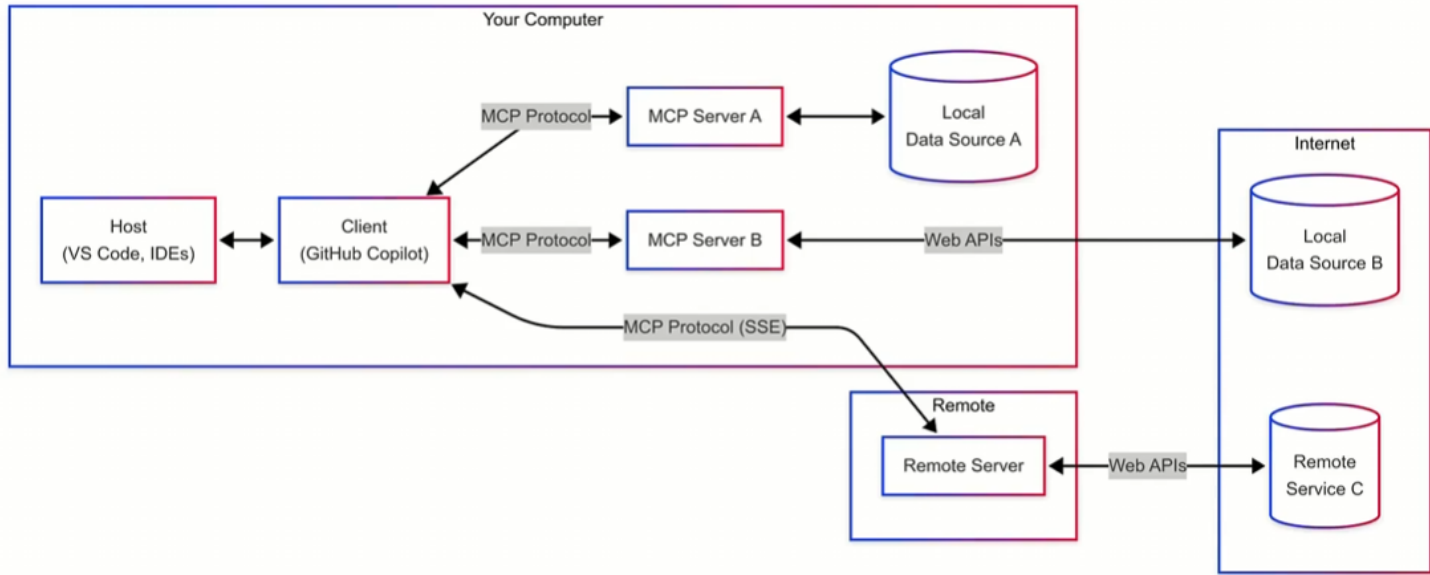 Your Computer
MCP Protocol
MCP Server A
Local
Data Source A
Internet
Host
(VS Code, IDEs)
Client
(GitHub Copilot)
MCP Protocol
MCP Server B
Web APIs
Local
Data Source B
MCP Protocol (SSE)
Remote
Remote Server
Web APIs
Remote
Service C